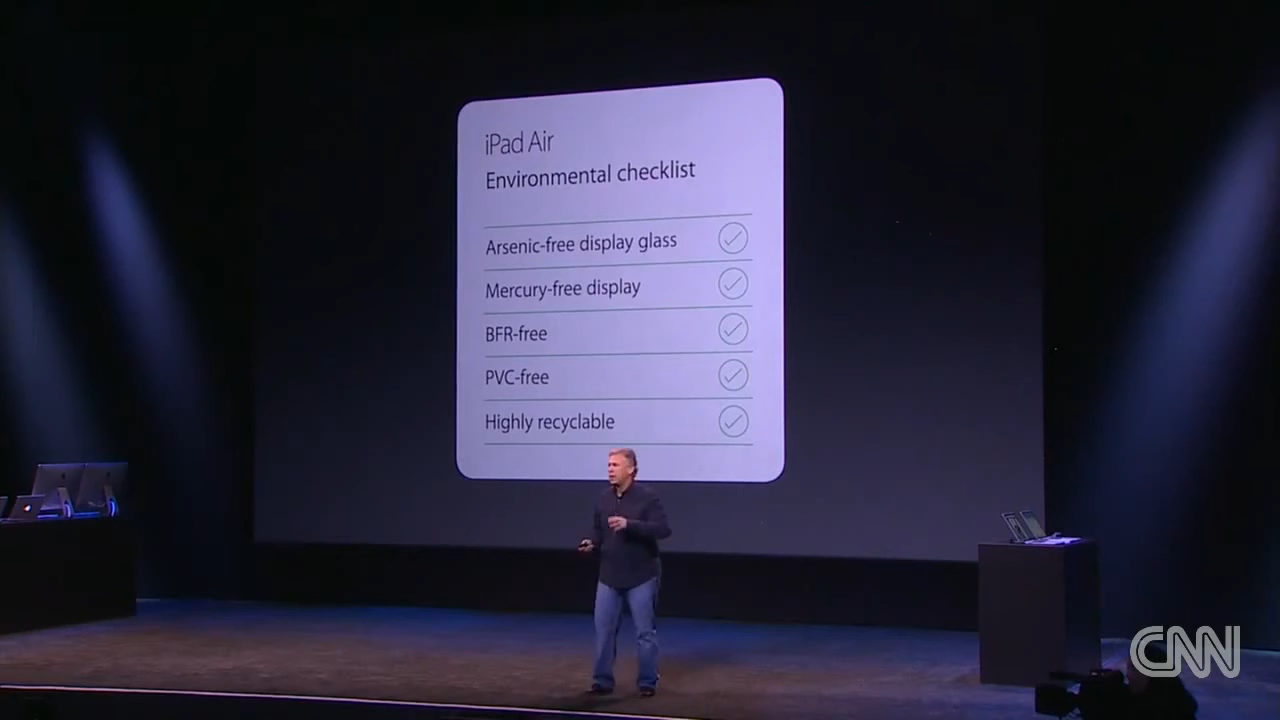 iPad Air
Environmental checklist
Arsenic-free display glass
Mercury-free display
BFR-free
PVC-free
Highly recyclable
CNN